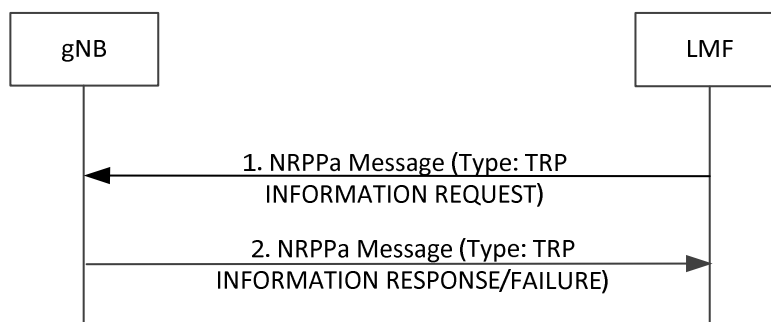 gNB
LMF
1. NRPPa Message (Type: TRP
INFORMATION REQUEST)
2. NRPPa Message (Type: TRP
INFORMATION RESPONSE/FAILURE)